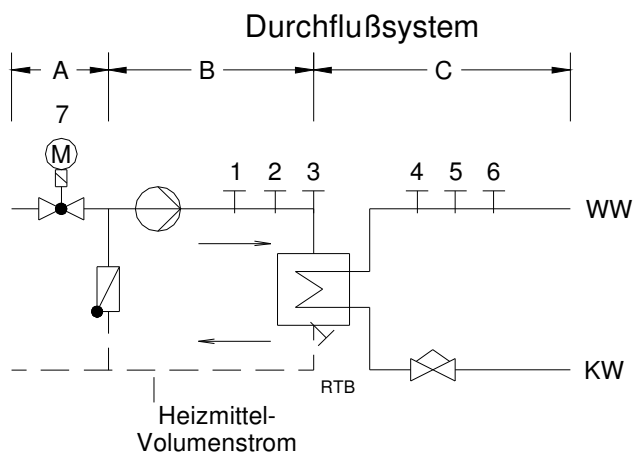 Durchflußsystem
A B C
7
M
1 2 3 4 5 6
WW
RTB
KW
Heizmittel-
Volumenstrom